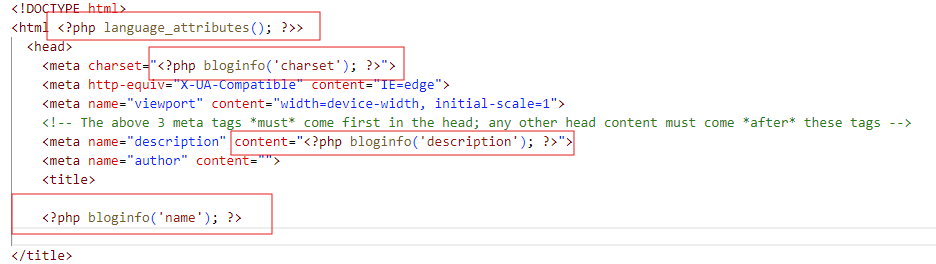 <!DOCTYPE html>
<html <?php language_attributes(); ?>>
<head>
<meta charset="<?php bloginfo('charset'); ?>">
<meta http-equiv="X-UA-Compatible" content="IE=edge">
<meta name="viewport" content="width=device-width, initial-scale=1">
<!-- The above 3 meta tags *must* come first in the head; any other head content must come *after* these tags -->
<meta name="description" content="<?php bloginfo('description'); ?>">
<meta name="author" content="">
<title>
<?php bloginfo('name'); ?>
</title>